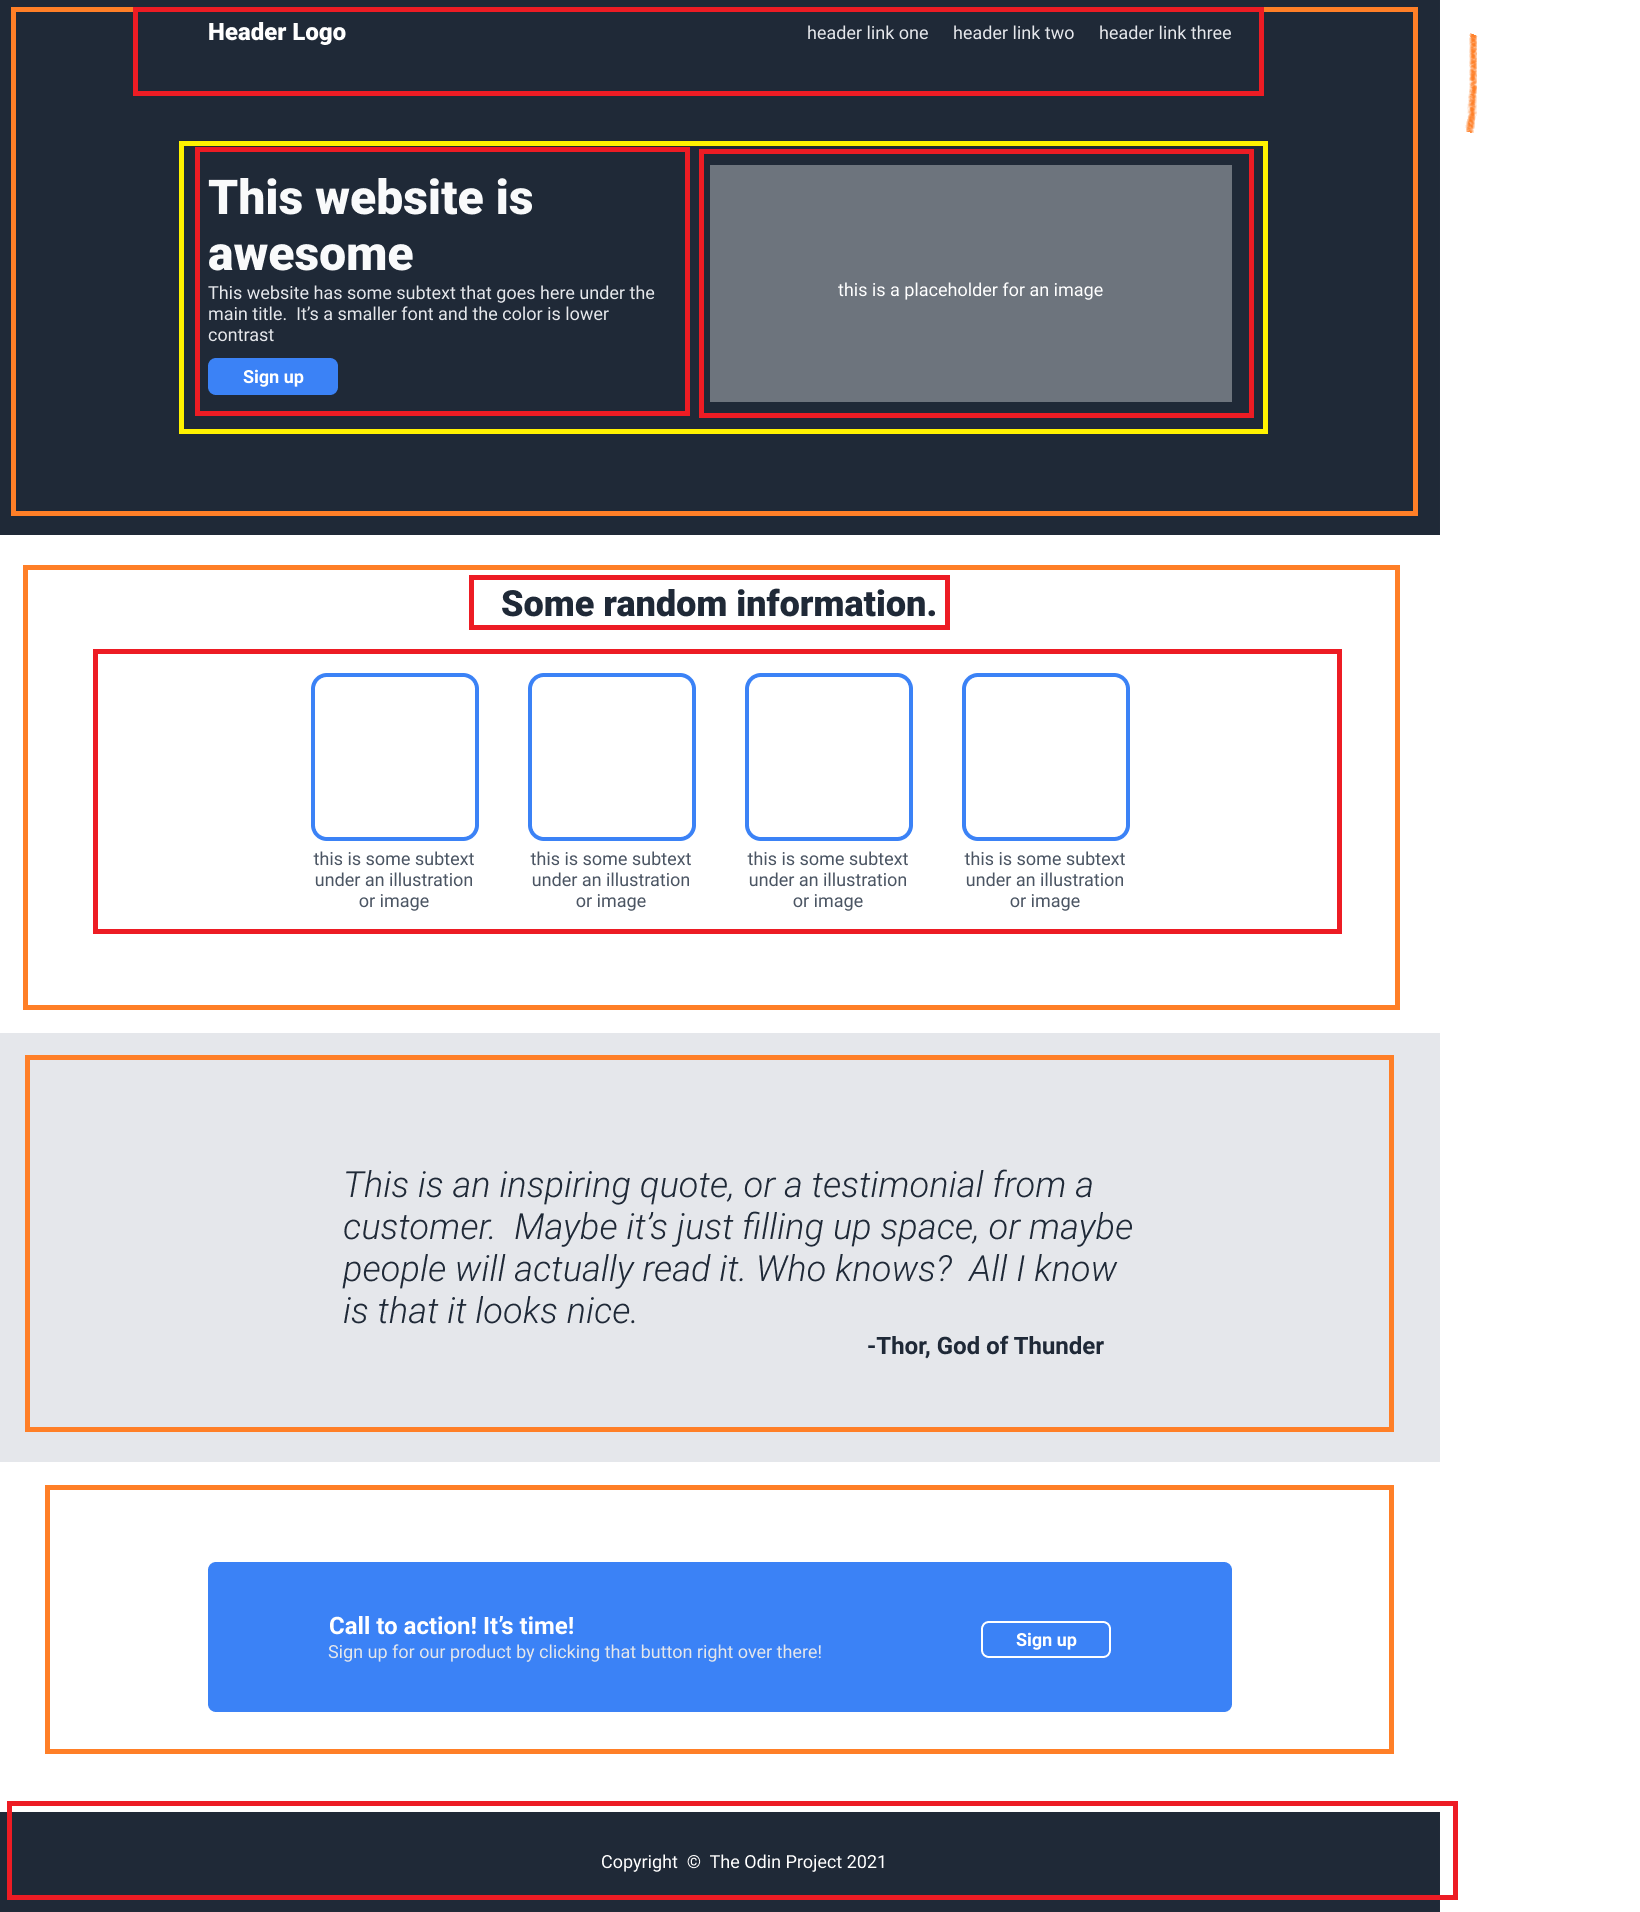 Header Logo
header link one
header link two
header link three
This website is
awesome
This website has some subtext that goes here under the
main title.  It’s a smaller font and the color is lower
contrast
Sign up
this is a placeholder for an image
Some random information.
this is some subtext
under an illustration
or image
this is some subtext
under an illustration
or image
this is some subtext
under an illustration
or image
this is some subtext
under an illustration
or image
This is an inspiring quote, or a testimonial from a
customer.  Maybe it’s just filling up space, or maybe
people will actually read it. Who knows?  All I know
is that it looks nice.
-Thor, God of Thunder
Call to action! It’s time!
Sign up for our product by clicking that button right over there!
Sign up
Copyright © The Odin Project 2021